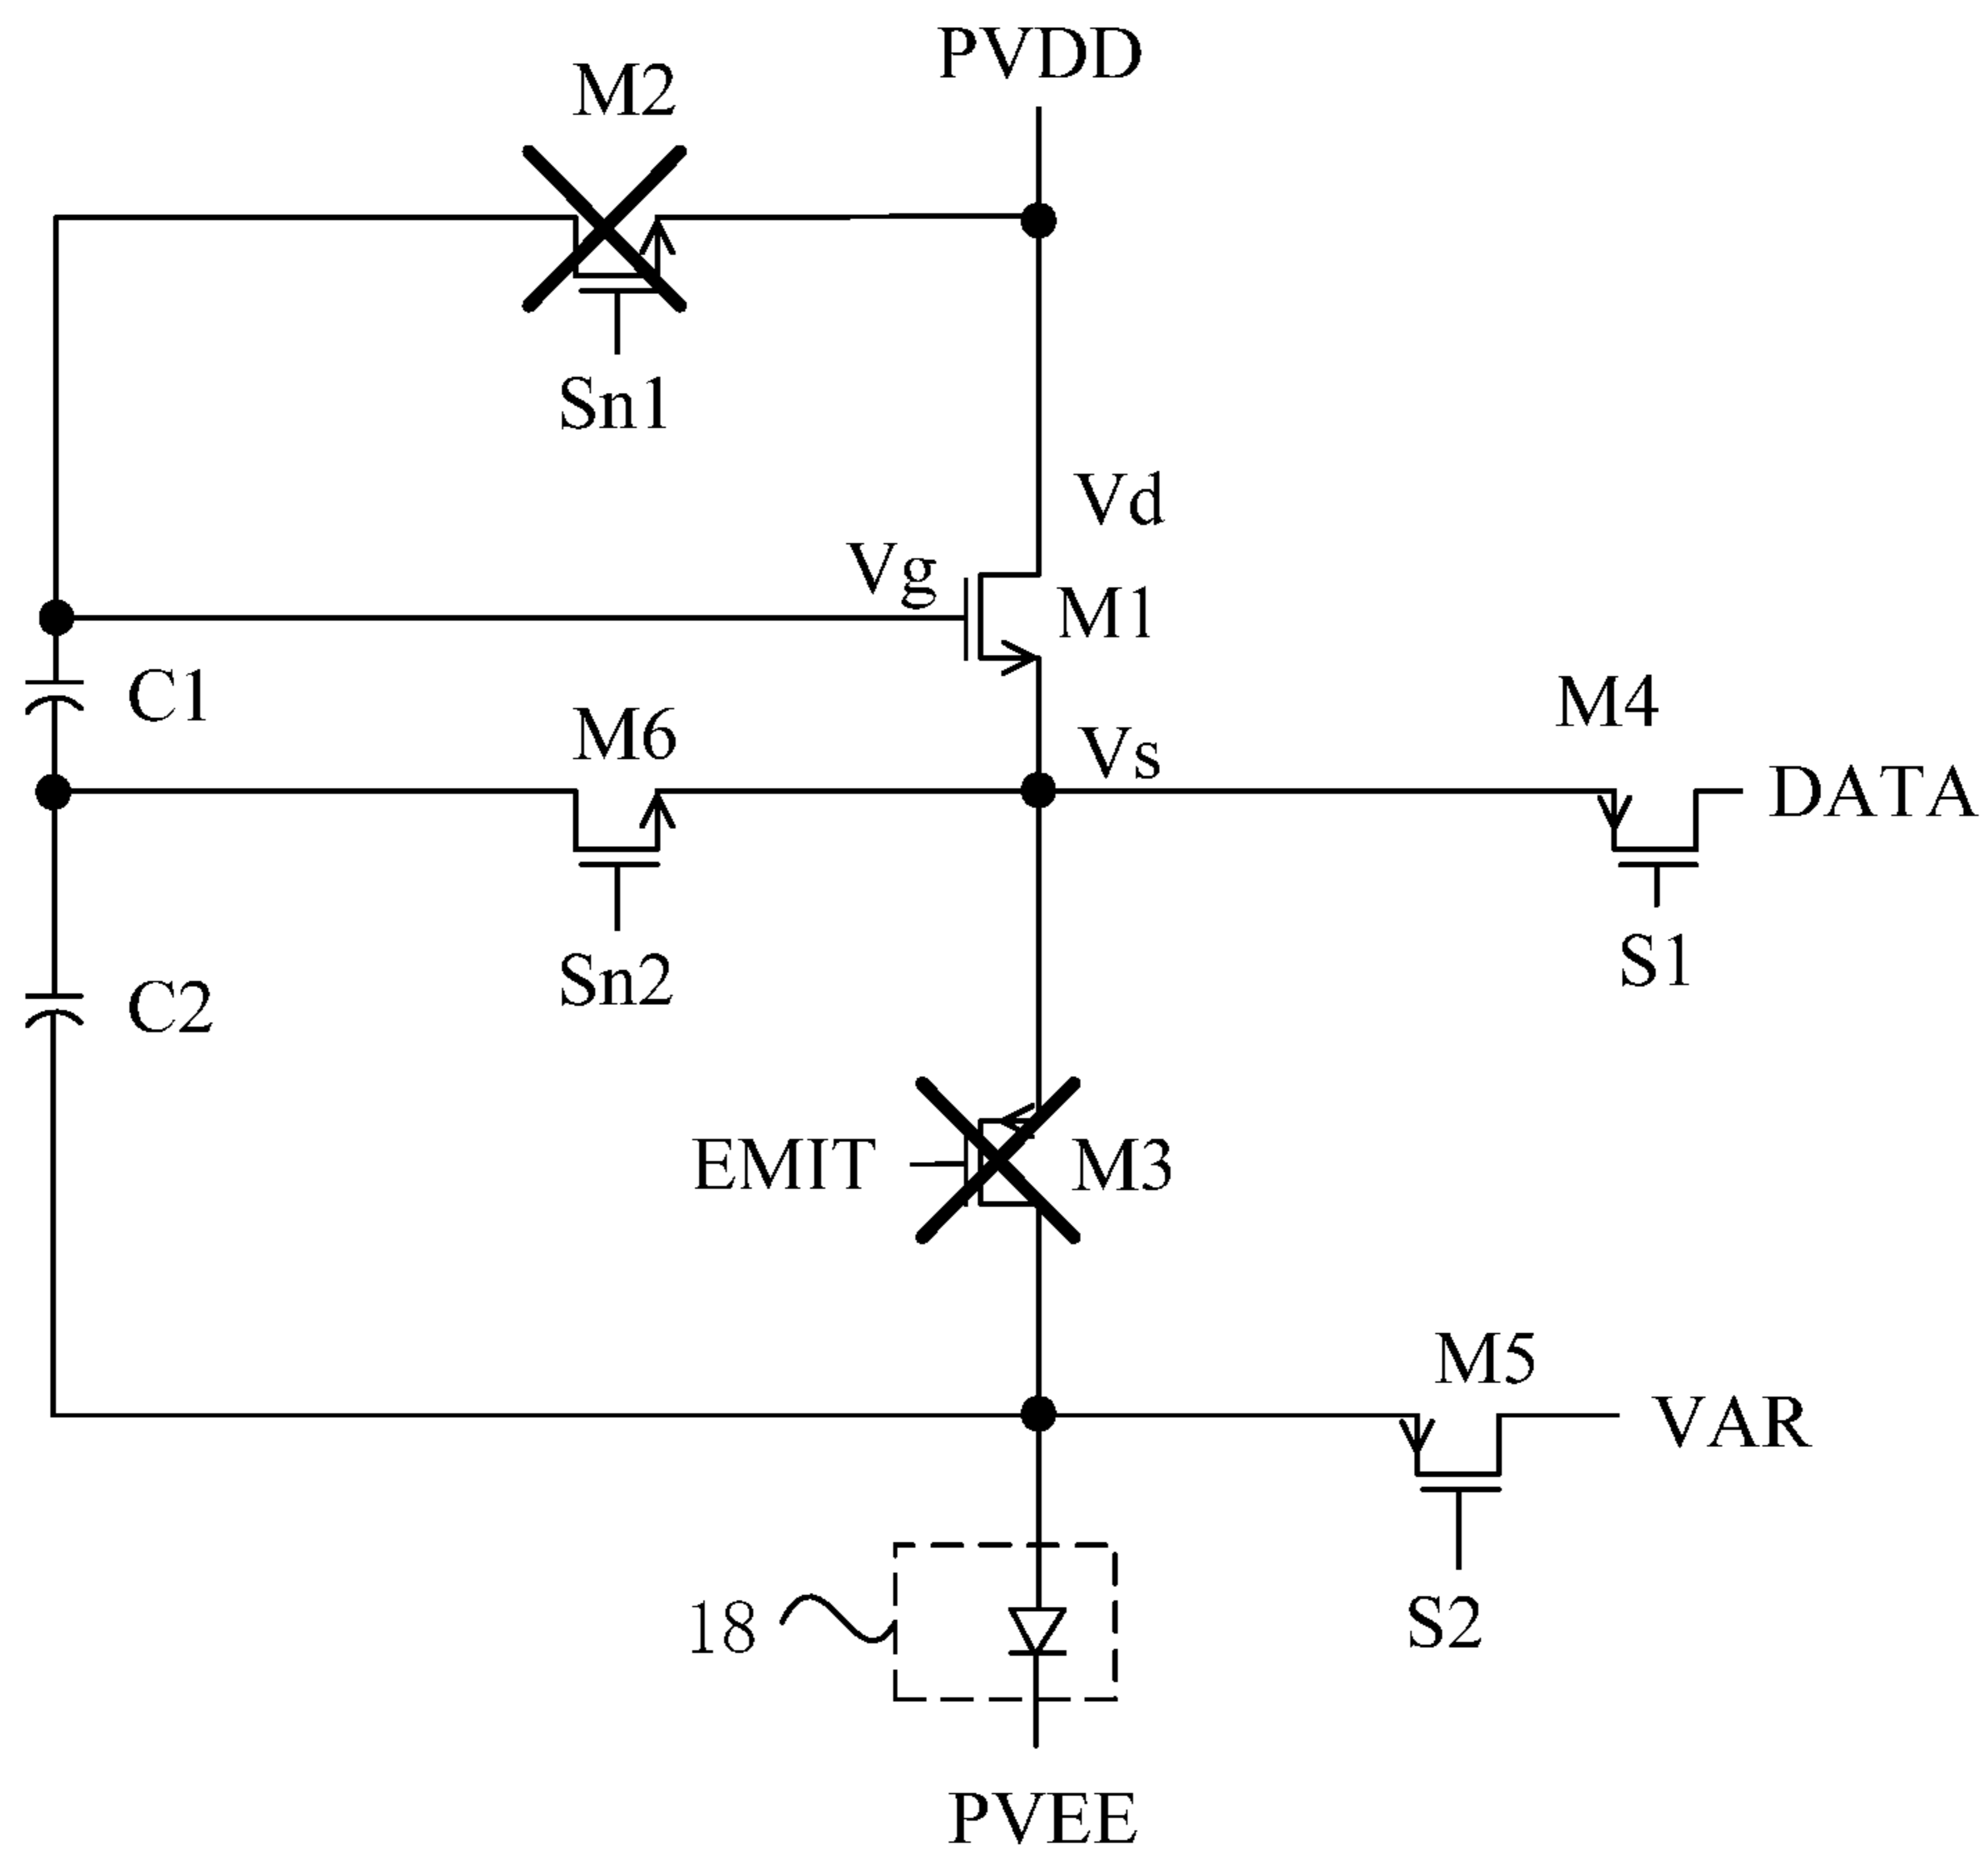 PVDD
M2
Sn1
Vd
Vg
M1
C1
M6
Vs
M4
DATA
Sn2
S1
C2
EMIT
M3
M5
VAR
18
S2
PVEE